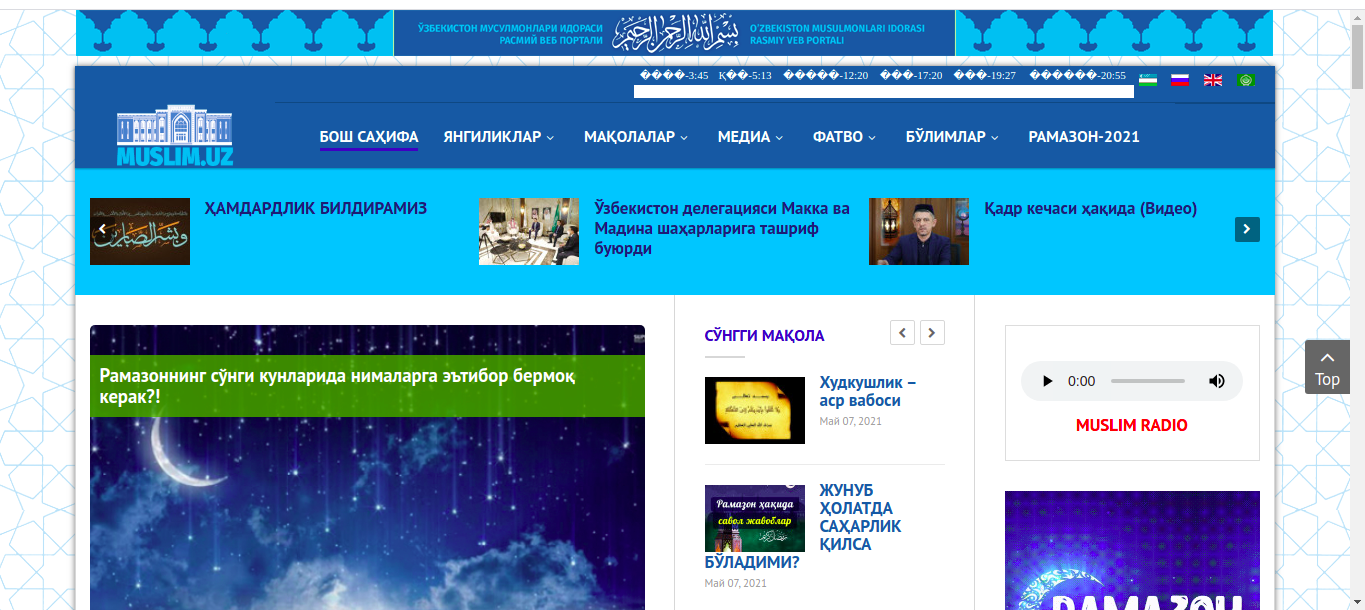 ЎЗБЕКИСТОН МУСУЛМОНЛАРИ ИДОРАСИ
РАСМИЙ ВЕБ ПОРТАЛИ
بسم الله الرحمن الرحيم
O'ZBEKISTON MUSULMONLARI IDORASI
RASMIY VEB PORTALI
����-3:45 Қ��-5:13 �����-12:20 ���-17:20 ���-19:27 ������-20:55
MUSLIM.UZ
БОШ САҲИФА ЯНГИЛИКЛАР МАҚОЛАЛАР МЕДИА ФАТВО БЎЛИМЛАР РАМАЗОН-2021
وبشر الصابرين
ҲАМДАРДЛИК БИЛДИРАМИЗ
Ўзбекистон делегацияси Макка ва
Мадина шаҳарларига ташриф
буюрди
Қадр кечаси ҳақида (Видео)
Рамазоннинг сўнги кунларида нималарга эътибор бермоқ
керак?!
СЎНГГИ МАҚОЛА
Худкушлик –
аср вабоси
Май 07, 2021
Рамазон ҳақида
савол жавоблар
ЖУНУБ
ҲОЛАТДА
САҲАРЛИК
ҚИЛСА
БЎЛАДИМИ?
Май 07, 2021
0:00
MUSLIM RADIO
РАМАЗОН
Top